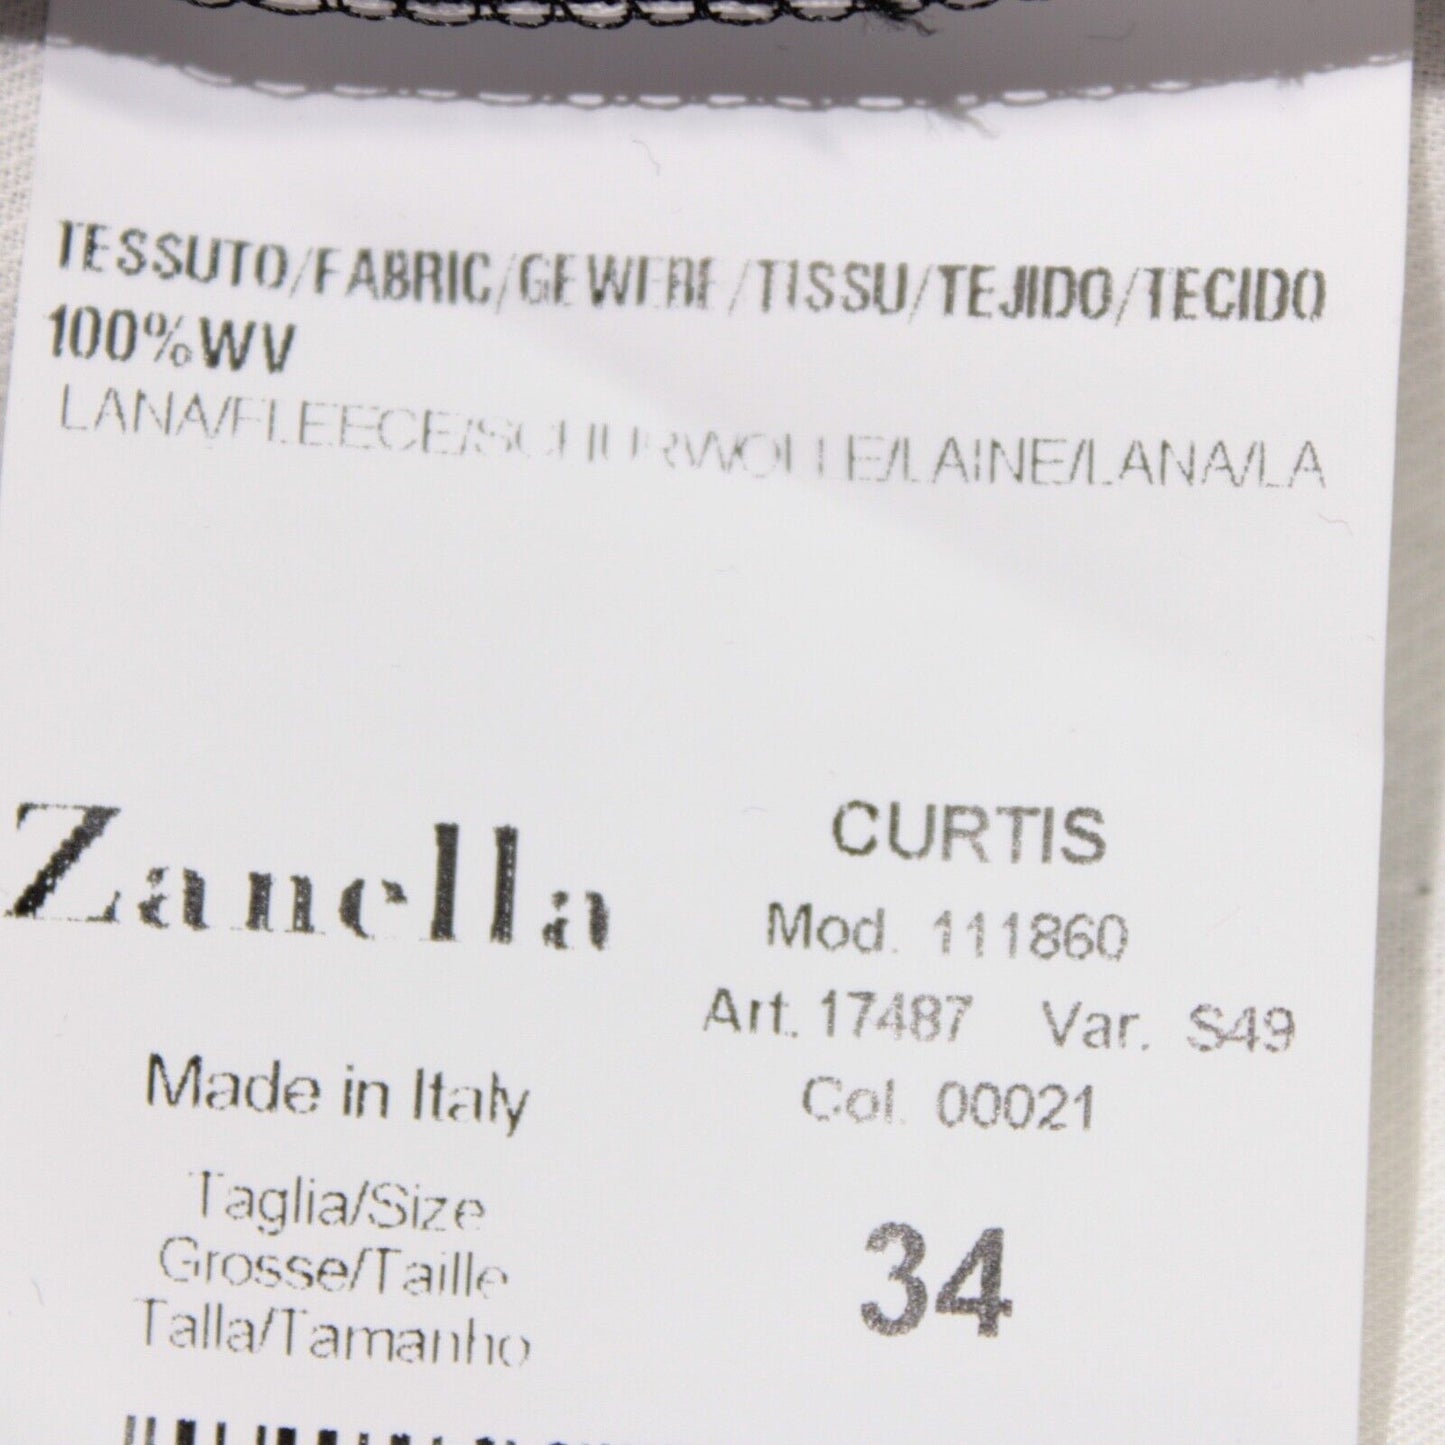 TESSUTO/FABRIC/GEWEBE/TISSU/TEJIDO/TECIDO
100%WV
LANA/FLEECE/SCHURWOLLE/LAINE/LANA/LA
Zanella
Made in Italy
Taglia/Size
Grosse/Taille
Talla/Tamanho
CURTIS
Mod. 111860
Art. 17487 Var. S49
Col. 00021
34